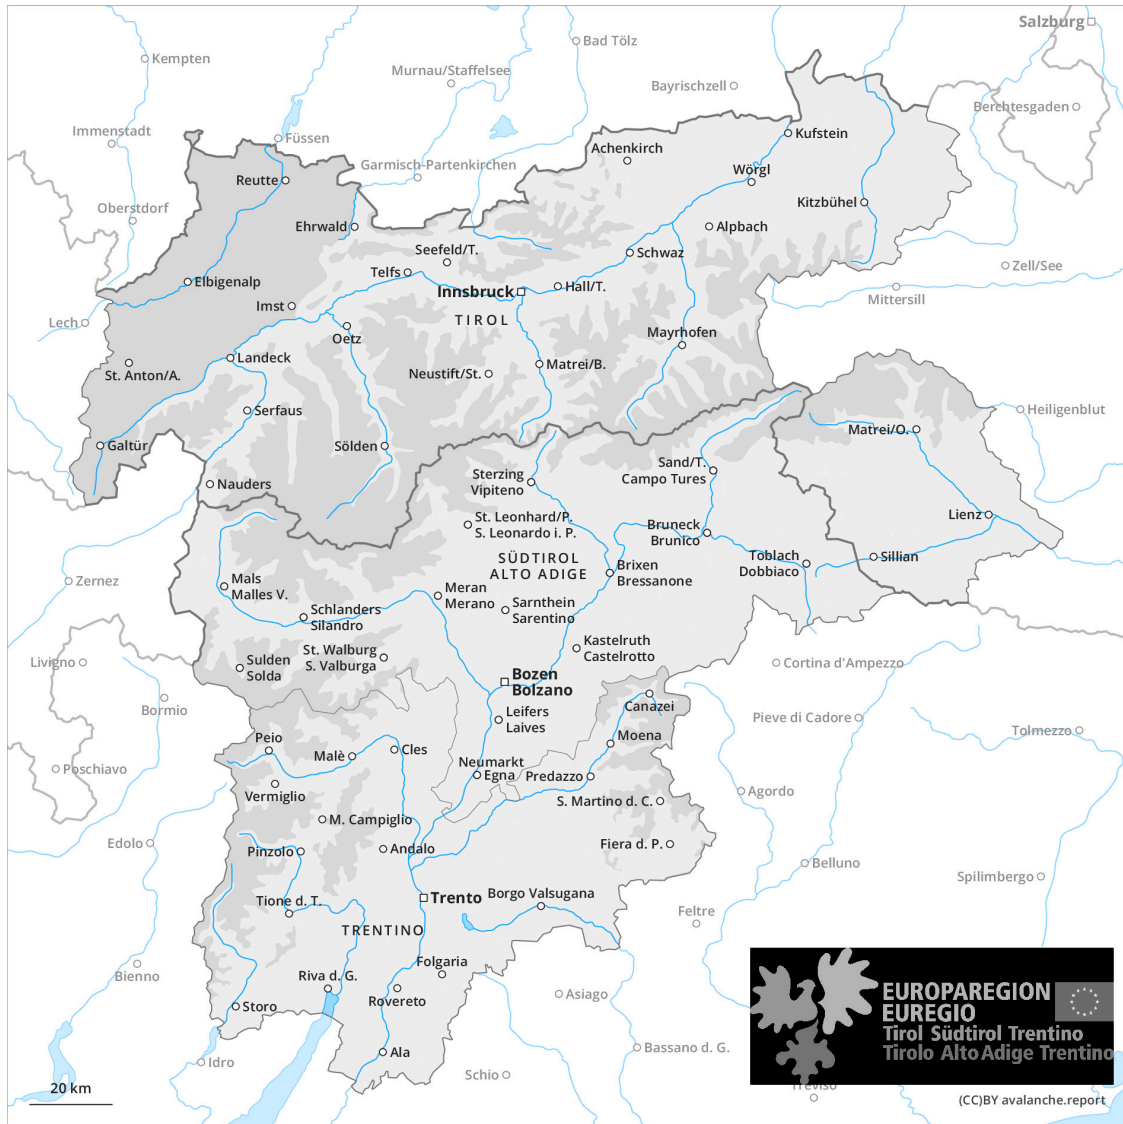 Salzburg
Bad Tölz
Kempten
Murnau/Staffelsee
Bayrischzell
Berchtesgaden
Immenstadt
Füssen
Kufstein
Achenkirch
Garmisch-Partenkirchen
Wörgl
Reutte
Oberstdorf
Kitzbühel
Ehrwald
Alpbach
Seefeld/T.
Schwaz
Telfs
Zell/See
Elbigenalp
Innsbruck
Hall/T.
Mittersill
Imst
TIROL
Lech
Oetz
Mayrhofen
Landeck
Matrei/B.
St. Anton/A.
Neustift/St.
Serfaus
Heiligenblut
Matrei/O.
Galtür
Sölden
Sand/T.
Campo Tures
Sterzing
Vipiteno
Nauders
St. Leonhard/P.
S. Leonardo i. P.
Lienz
Bruneck
Brunico
SÜDTIROL
ALTO ADIGE
Toblach
Dobbiaco
Sillian
Brixen
Bressanone
Zernez
Mals
Malles V.
Meran
Merano
Schlanders
Silandro
Sarnthein
Sarentino
St. Walburg
S. Valburga
Kastelruth
Castelrotto
Livigno
Sulden
Solda
Cortina d'Ampezzo
Bozen
Bolzano
Bormio
Canazei
Leifers
Laives
Pieve di Cadore
Tolmezzo
Peio
Moena
Malè
Cles
Neumarkt
Egna
Predazzo
Poschiavo
Vermiglio
Agordo
S. Martino d. C.
M. Campiglio
Edolo
Fiera d. P.
Pinzolo
Andalo
Belluno
Spilimbergo
Tione d. T.
Trento
Borgo Valsugana
Feltre
TRENTINO
Folgaria
Bienno
Riva d. G.
Rovereto
Asiago
Storo
EUROPAREGION
EUREGIO
Tirol Südtirol Trentino
Tirolo Alto Adige Trentino
Ala
Idro
Bassano d. G.
Schio
Treviso
20 km
(CC)BY avalanche.report